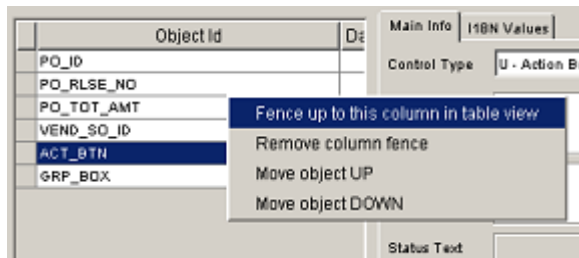 Object Id
Da
PO_ID
PO_RLSE_NO
PO_TOT_AMT
VEND_SO_ID
ACT_BTN
GRP_BOX
Main Info
I18N Values
Control Type
U - Action B
Fence up to this column in table view
Remove column fence
Move object UP
Move object DOWN
Status Text